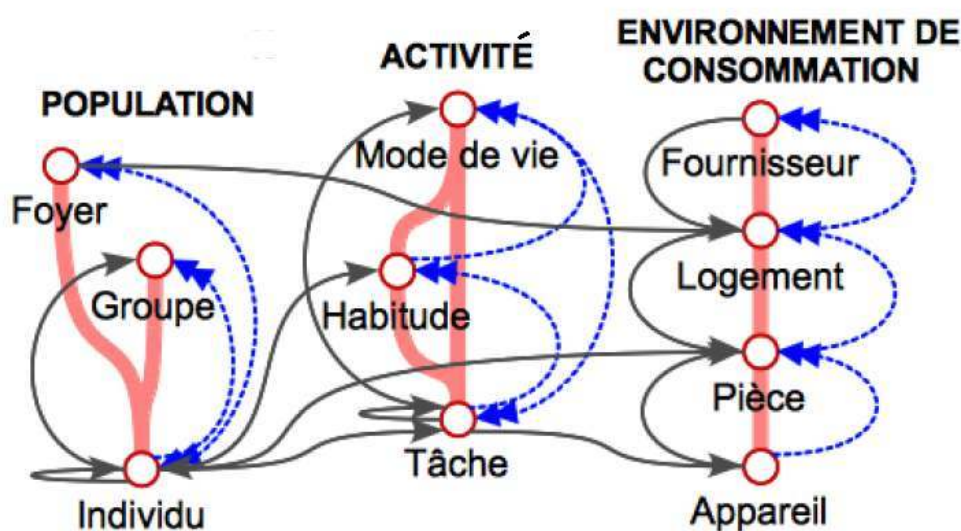 POPULATION
Foyer
Groupe
Individu
ACTIVITÉ
Mode de vie
Habitude
Tâche
ENVIRONNEMENT DE
CONSOMMATION
Fournisseur
Logement
Pièce
Appareil